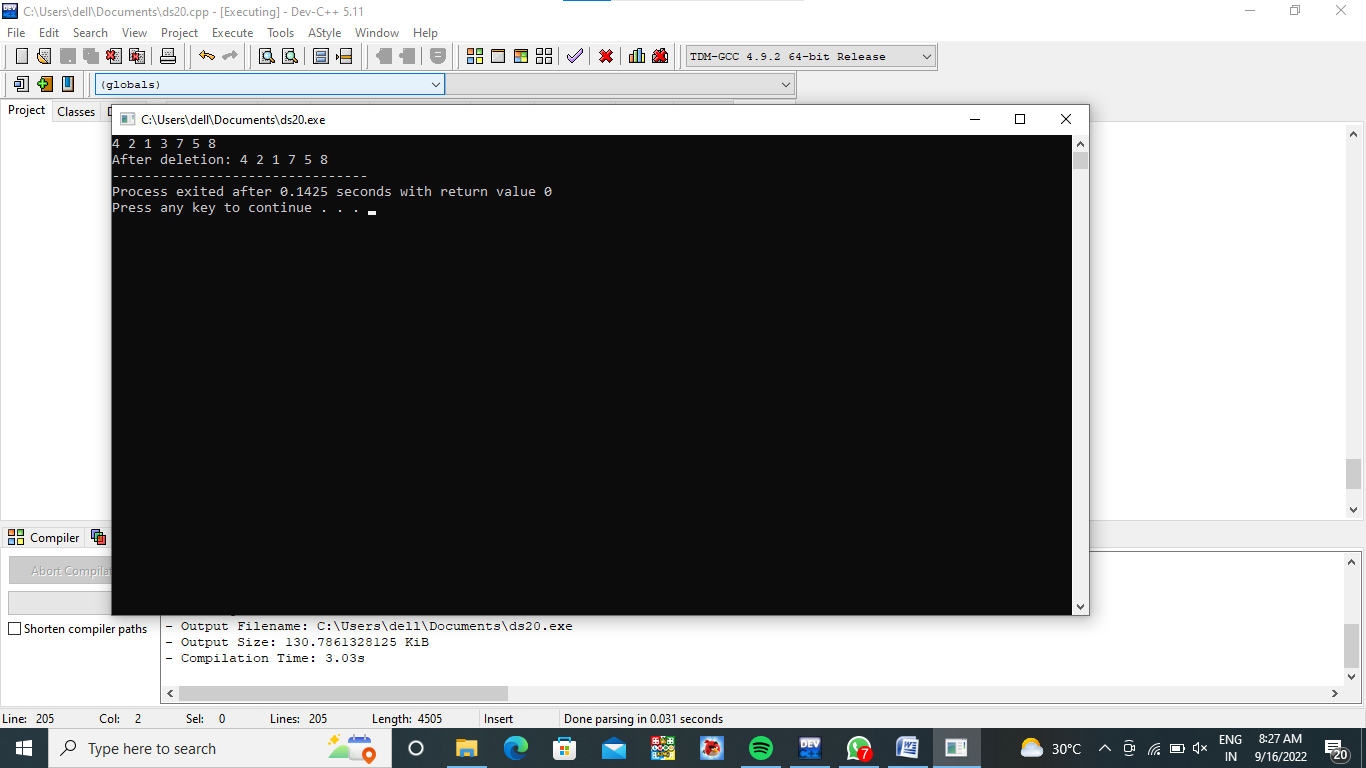 C:\Users\dell\Documents\ds20.cpp - [Executing] - Dev-C++ 5.11
File Edit Search View Project Execute Tools AStyle Window Help
TDM-GCC 4.9.2 64-bit Release
(globals)
Project Classes
C:\Users\dell\Documents\ds20.exe
4 2 1 3 7 5 8
After deletion: 4 2 1 7 5 8
--------------------------------
Process exited after 0.1425 seconds with return value 0
Press any key to continue . . .
Compiler
Abort
Shorten compiler paths
- Output Filename: C:\Users\dell\Documents\ds20.exe
- Output Size: 130.7861328125 KiB
- Compilation Time: 3.03s
Line: 205 Col: 2 Sel: 0 Lines: 205 Length: 4505 Insert Done parsing in 0.031 seconds
Type here to search
DEV
7
W
30°C
ENG
IN
8:27 AM
9/16/2022
20